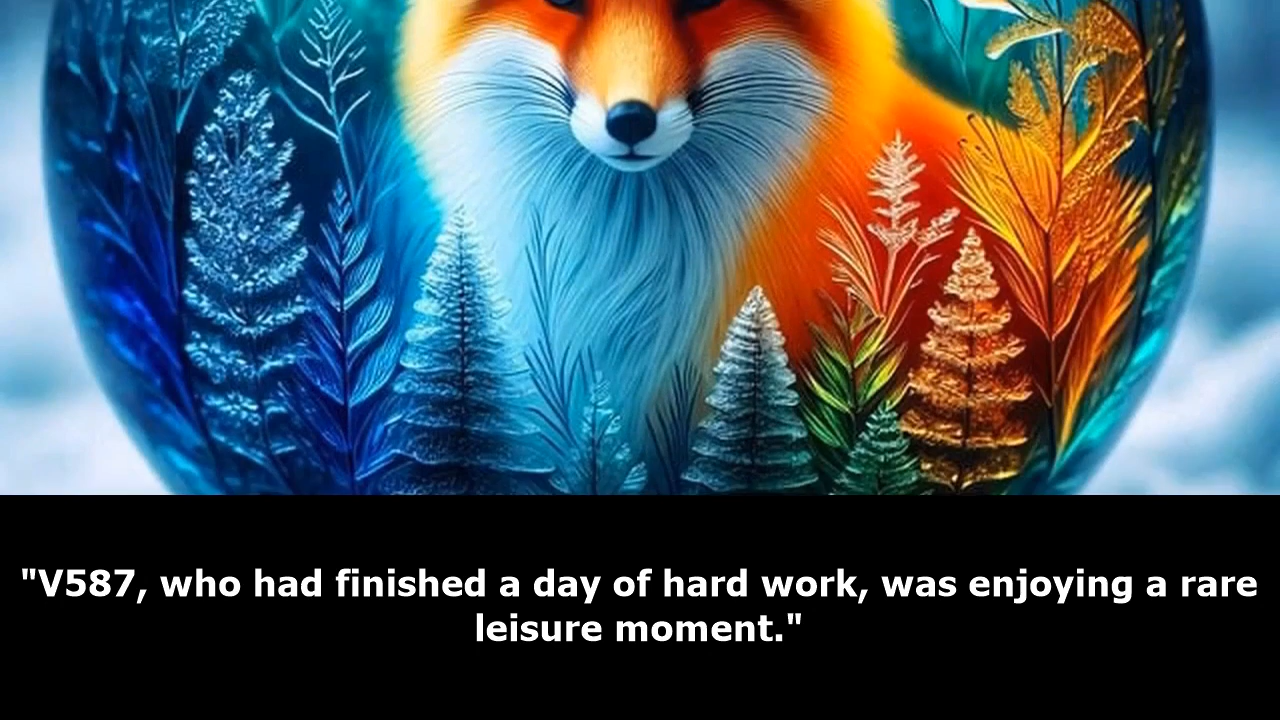 "V587, who had finished a day of hard work, was enjoying a rare
leisure moment."